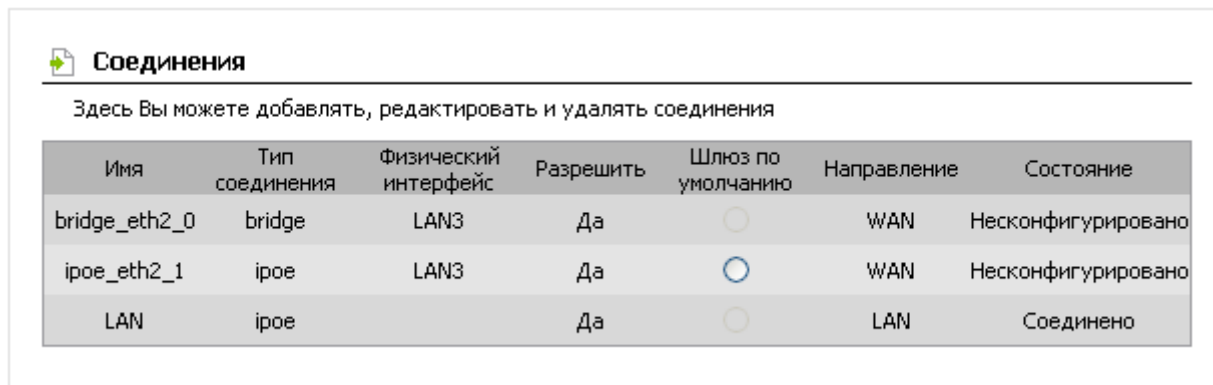 Соединения
Здесь Вы можете добавлять, редактировать и удалять соединения
Имя Тип соединения Физический интерфейс Разрешить Шлюз по умолчанию Направление Состояние
bridge_eth2_0 bridge LAN3 Да WAN Несконфигурировано
ipoe_eth2_1 ipoe LAN3 Да WAN Несконфигурировано
LAN ipoe Да LAN Соединено